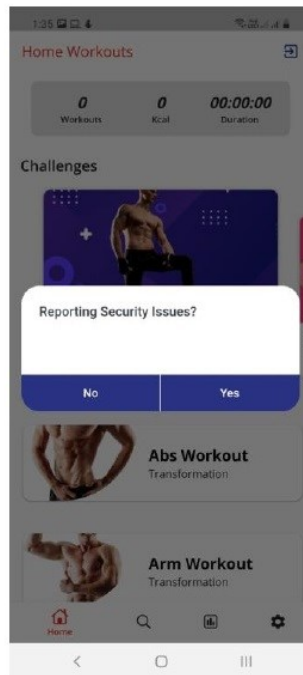 1:35
Home Workouts
0 0 00:00:00
Workouts Kcal Duration
Challenges
Reporting Security Issues?
No Yes
Abs Workout
Transformation
Arm Workout
Transformation
Home